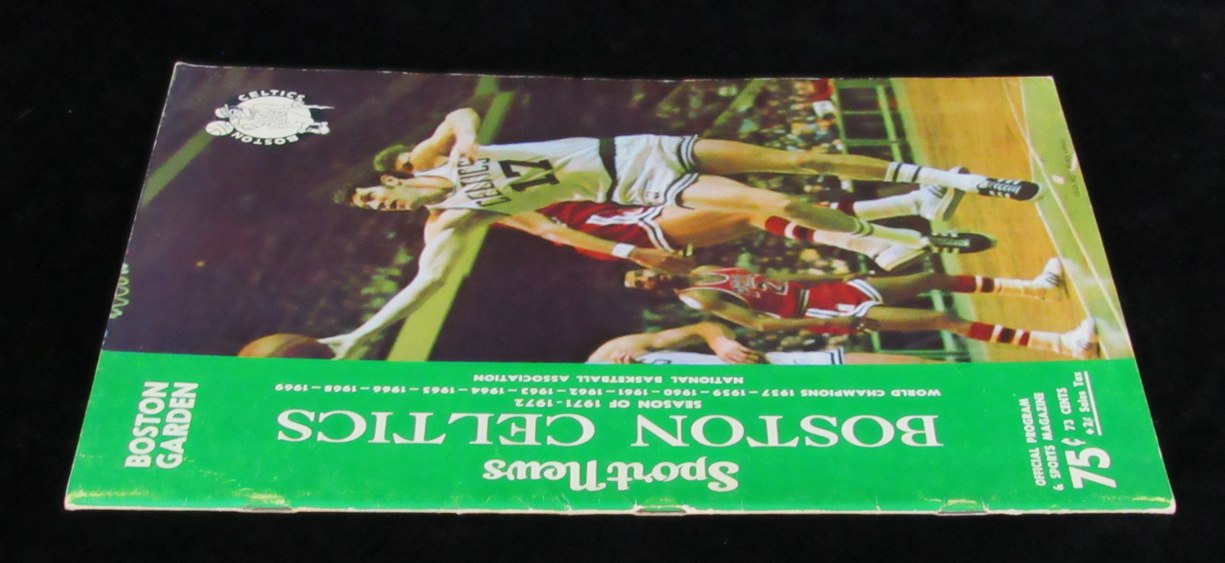 BOSTON
GARDEN
Sport News
BOSTON CELTICS
SEASON OF 1971-1972
WORLD CHAMPIONS 1957-1959-1960-1961-1962-1963-1964-1965-1966-1968-1969
NATIONAL BASKETBALL ASSOCIATION
OFFICIAL PROGRAM
& SPORTS MAGAZINE
75¢ 73 CENTS
+2¢ Sales Tax
CELTICS
BOSTON
CELTICS
17
2